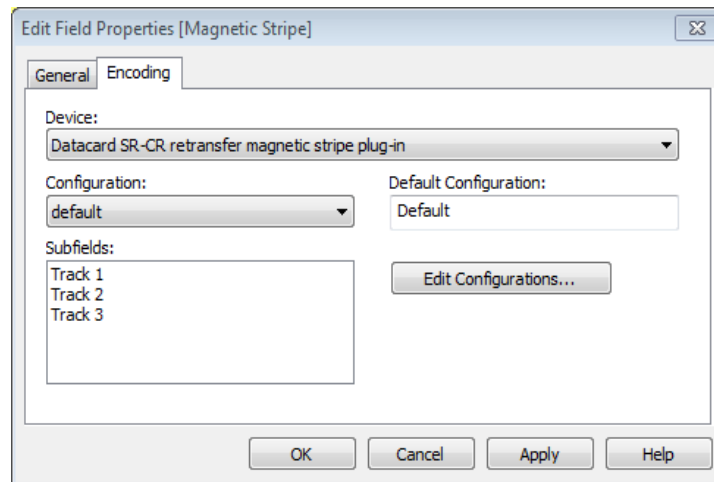 Edit Field Properties [Magnetic Stripe]
General
Encoding
Device:
Datacard SR-CR retransfer magnetic stripe plug-in
Configuration:
Default Configuration:
default
Default
Subfields:
Track 1
Track 2
Track 3
Edit Configurations...
OK
Cancel
Apply
Help